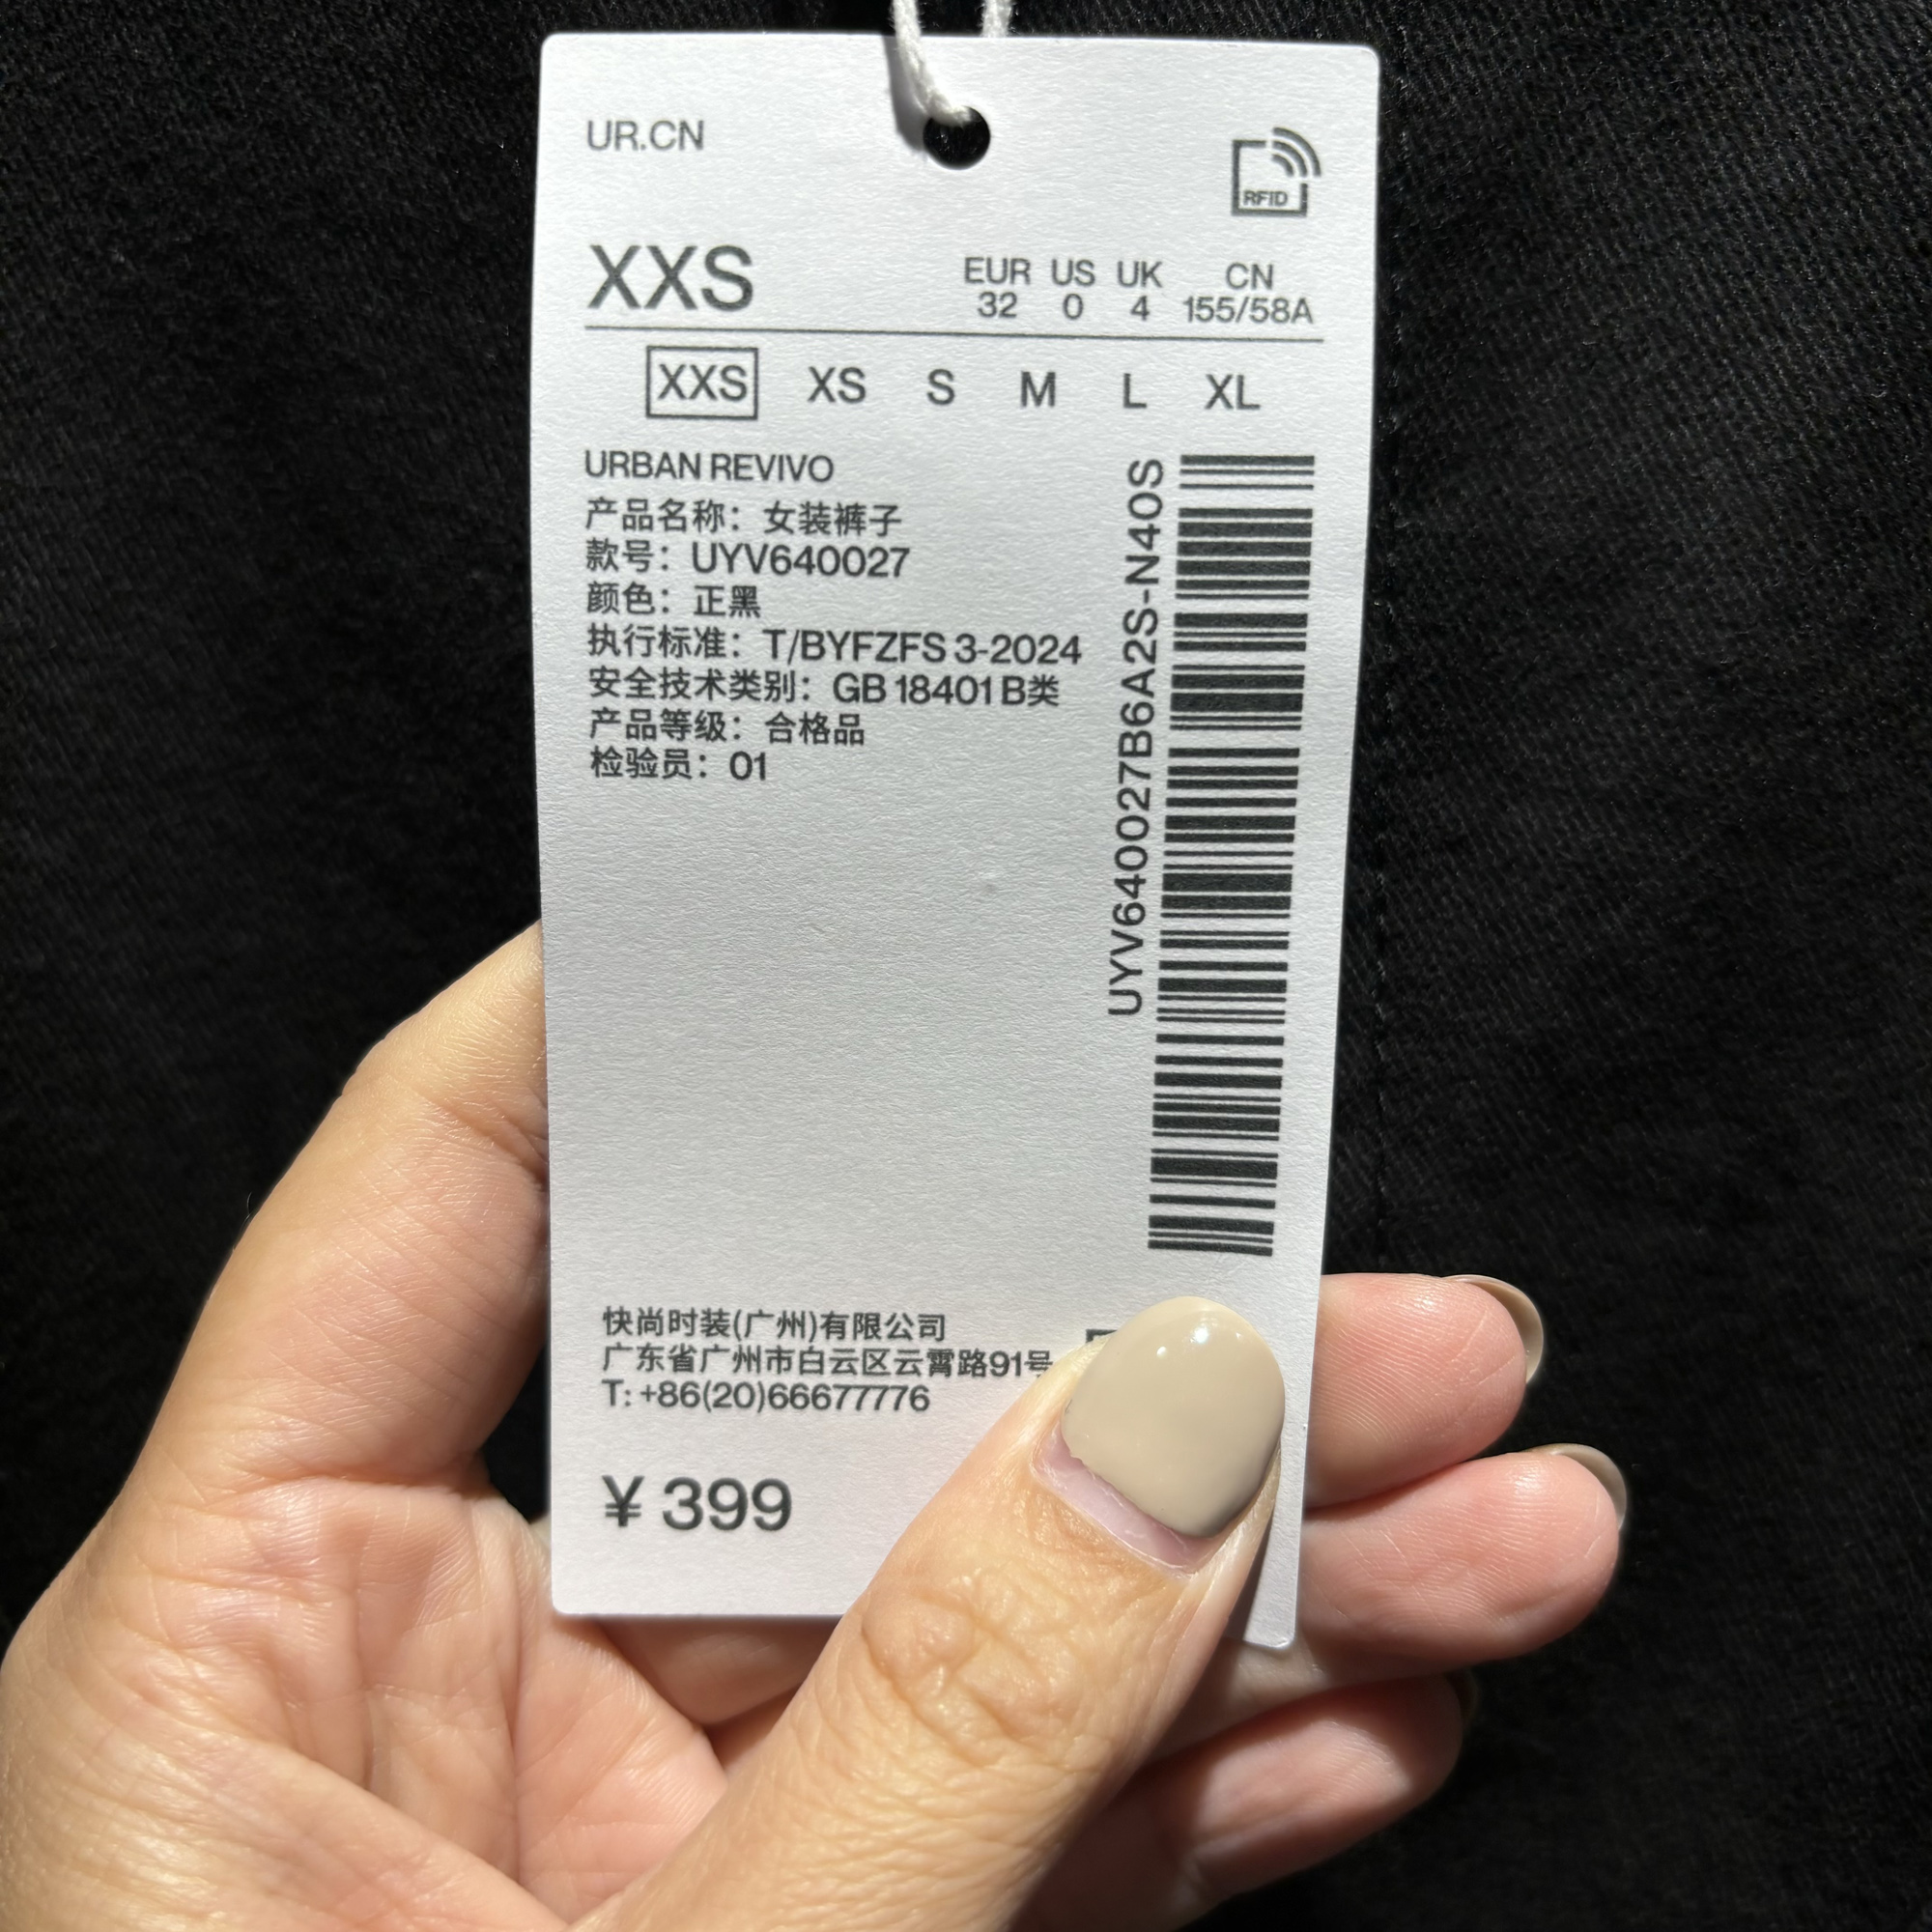 UR.CN
RFID
XXS
EUR US UK CN
32 0 4 155/58A
XXS XS S M L XL
URBAN REVIVO
产品名称：女装裤子
款号：UYV640027
颜色：正黑
执行标准：T/BYFZFS 3-2024
安全技术类别：GB 18401 B类
产品等级：合格品
检验员：01
UYV640027B6A2S-N40S
快尚时装(广州)有限公司
广东省广州市白云区云霄路91号
T: +86(20)66677776
¥ 399